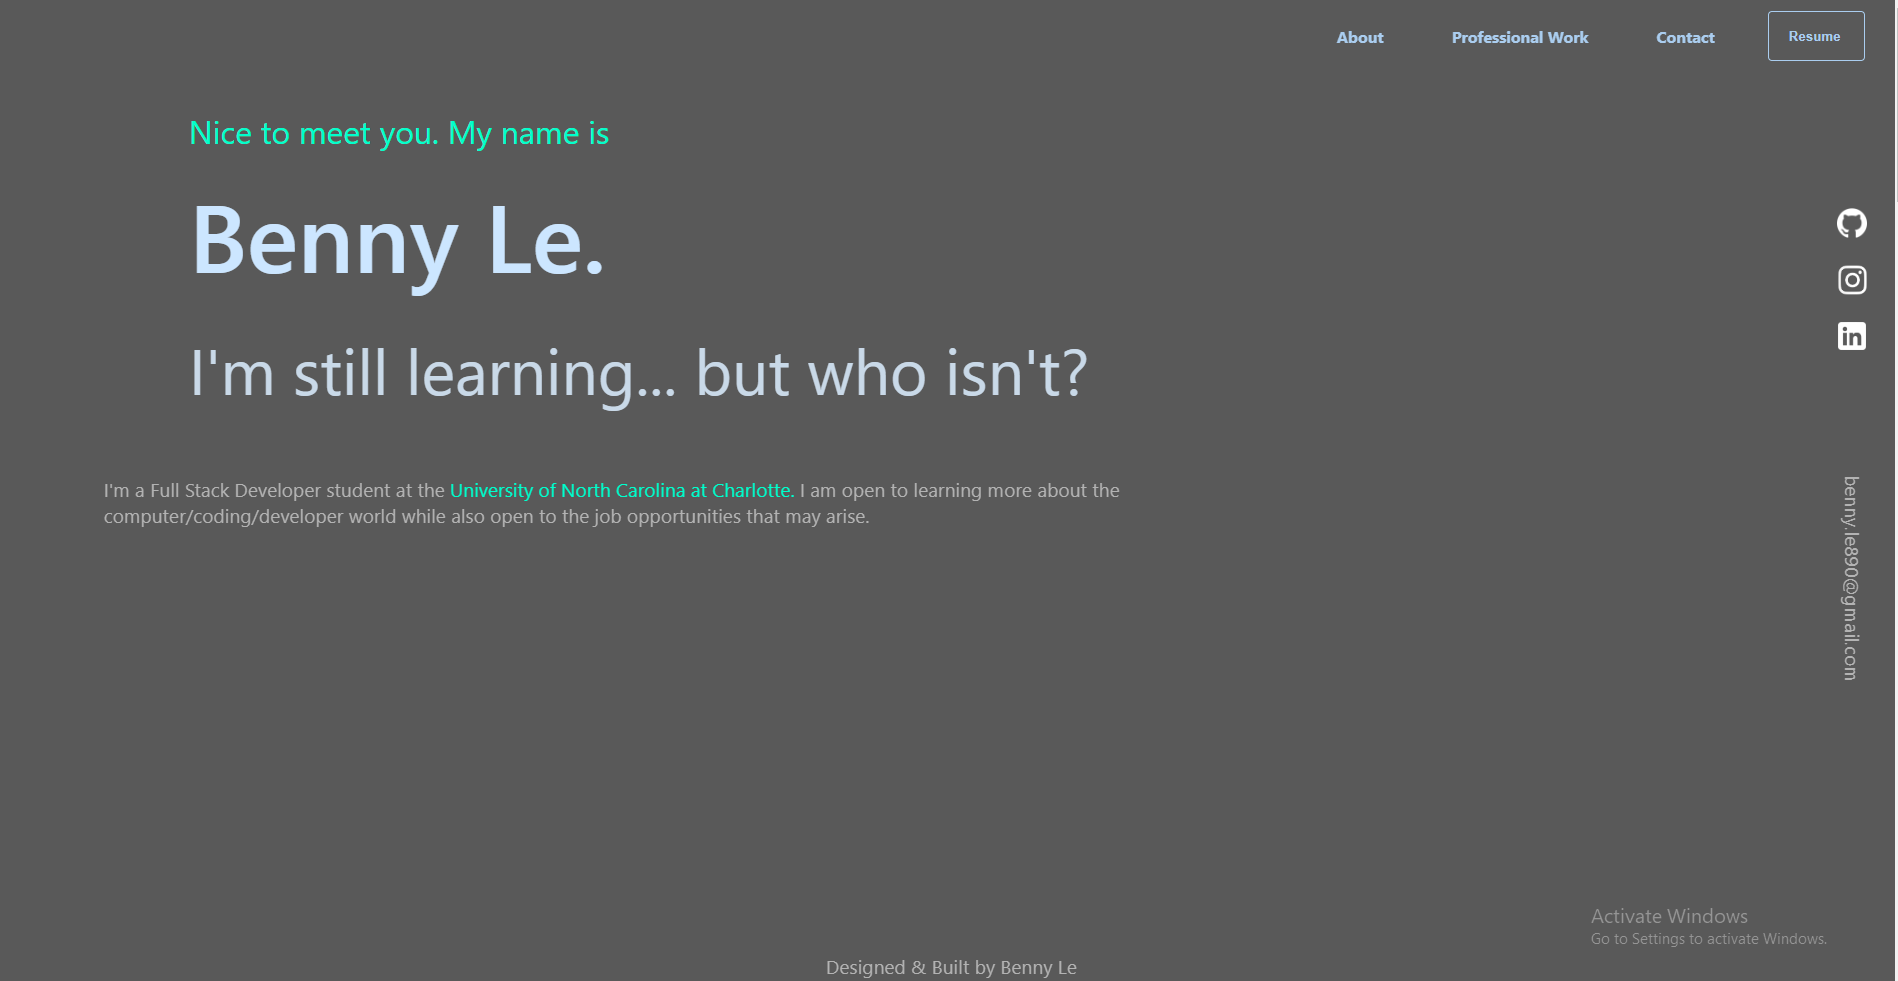 About
Professional Work
Contact
Resume
Nice to meet you. My name is
Benny Le.
I'm still learning... but who isn't?
I'm a Full Stack Developer student at the University of North Carolina at Charlotte. I am open to learning more about the
computer/coding/developer world while also open to the job opportunities that may arise.
in
benny.le890@gmail.com
Activate Windows
Go to Settings to activate Windows.
Designed & Built by Benny Le